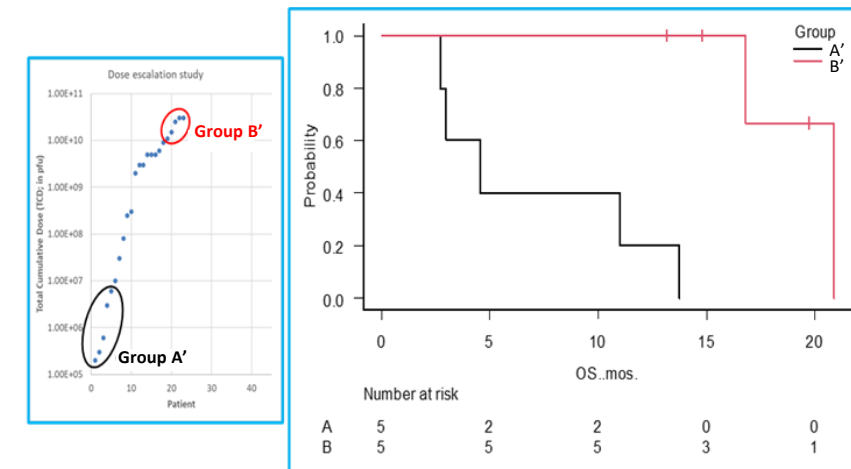 Dose escalation study
Total Cumulative Dose (TCD; in pfu)
1.00E+11
1.00E+10
1.00E+09
1.00E+08
1.00E+07
1.00E+06
1.00E+05
Group B’
Group A’
0 10 20 30 40
Patient
Group
A’
B’
Probability
1.0
0.8
0.6
0.4
0.2
0.0
0 5 10 15 20
OS..mos.
Number at risk
A 5 2 2 0 0
B 5 5 5 3 1